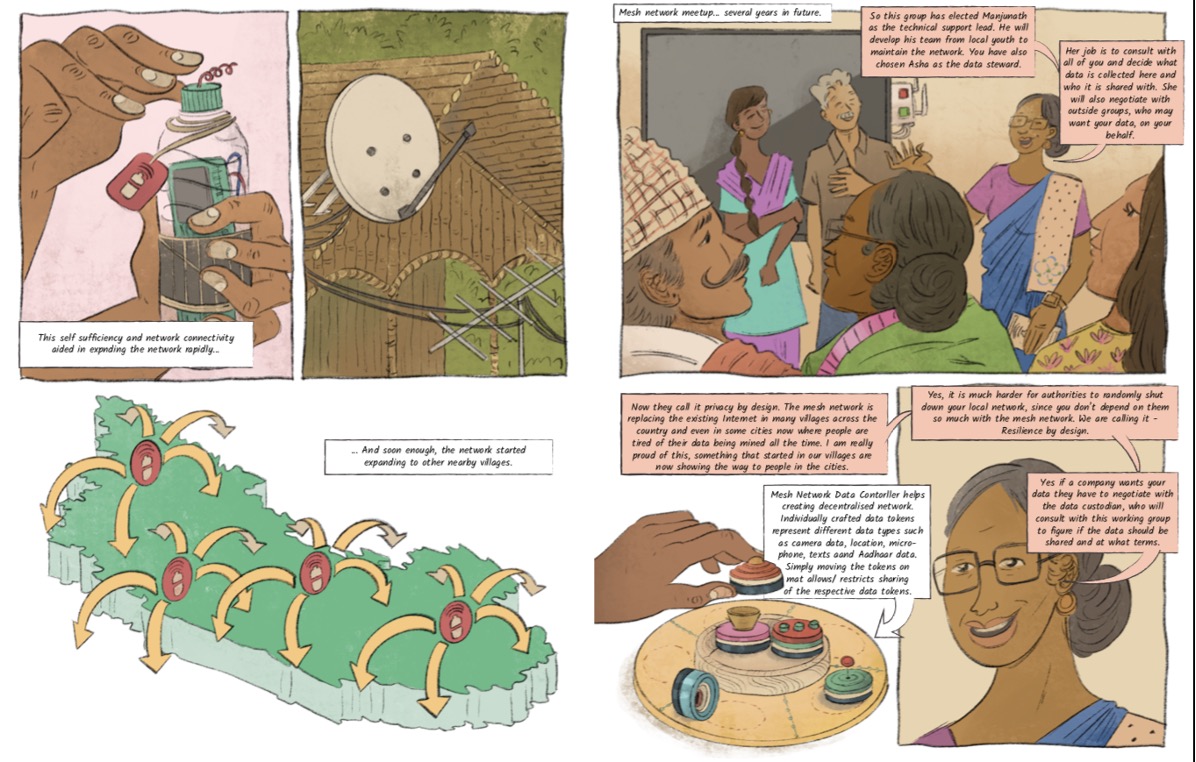 This self sufficiency and network connectivity
aided in expnding the network rapidly...
... And soon enough, the network started
expanding to other nearby villages.
Mesh network meetup... several years in future.
So this group has elected Manjunath
as the technical support lead. He will
develop his team from local youth to
maintain the network. You have also
chosen Asha as the data steward.
Her job is to consult with
all of you and decide what
data is collected here and
who it is shared with. She
will also negotiate with
outside groups, who may
want your data, on your
behalf.
Now they call it privacy by design. The mesh network is
replacing the existing Internet in many villages across the
country and even in some cities now where people are
tired of their data being mined all the time. I am really
proud of this, something that started in our villages are
now showing the way to people in the cities.
Yes, it is much harder for authorities to randomly shut
down your local network, since you don't depend on them
so much with the mesh network. We are calling it -
Resilience by design.
Mesh Network Data Contorller helps
creating decentralised network.
Individually crafted data tokens
represent different data types such
as camera data, location, micro-
phone, texts aand Aadhaar data.
Simply moving the tokens on
mat allows/ restricts sharing
of the respective data tokens.
Yes if a company wants your
data they have to negotiate with
the data custodian, who will
consult with this working group
to figure if the data should be
shared and at what terms.